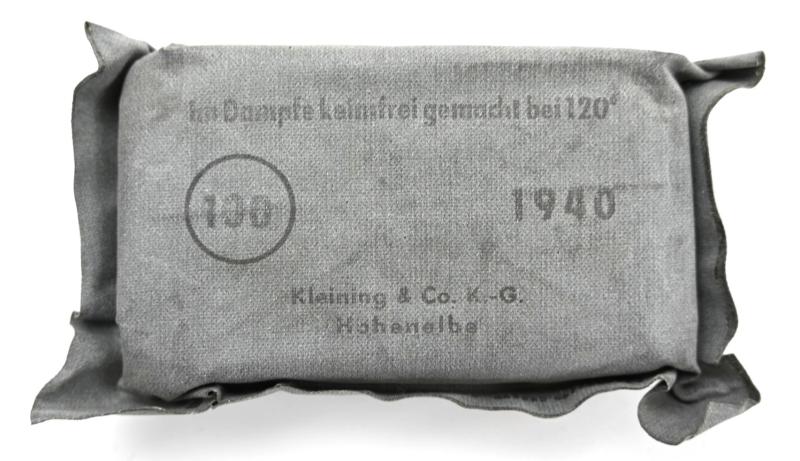 Im Dampfe keimfrei gemacht bei 120°
130
1940
Kleining & Co. K.-G.
Hohenelbe